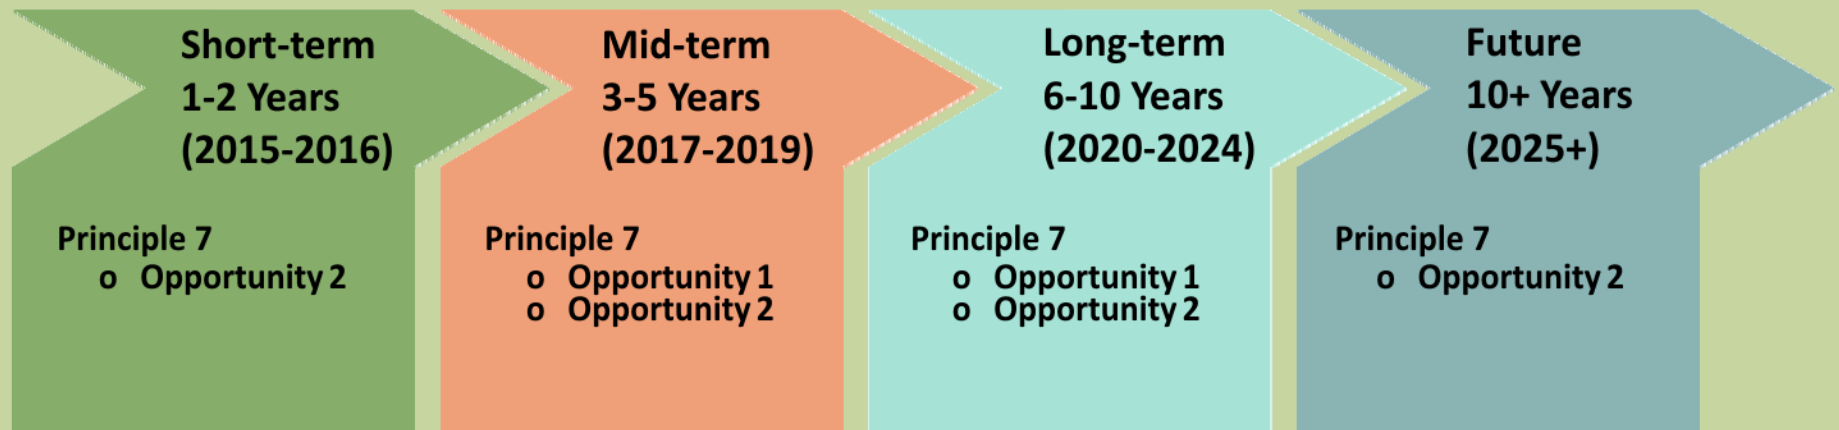 Short-term
1-2 Years
(2015-2016)
Principle 7
o Opportunity 2
Mid-term
3-5 Years
(2017-2019)
Principle 7
o Opportunity 1
o Opportunity 2
Long-term
6-10 Years
(2020-2024)
Principle 7
o Opportunity 1
o Opportunity 2
Future
10+ Years
(2025+)
Principle 7
o Opportunity 2